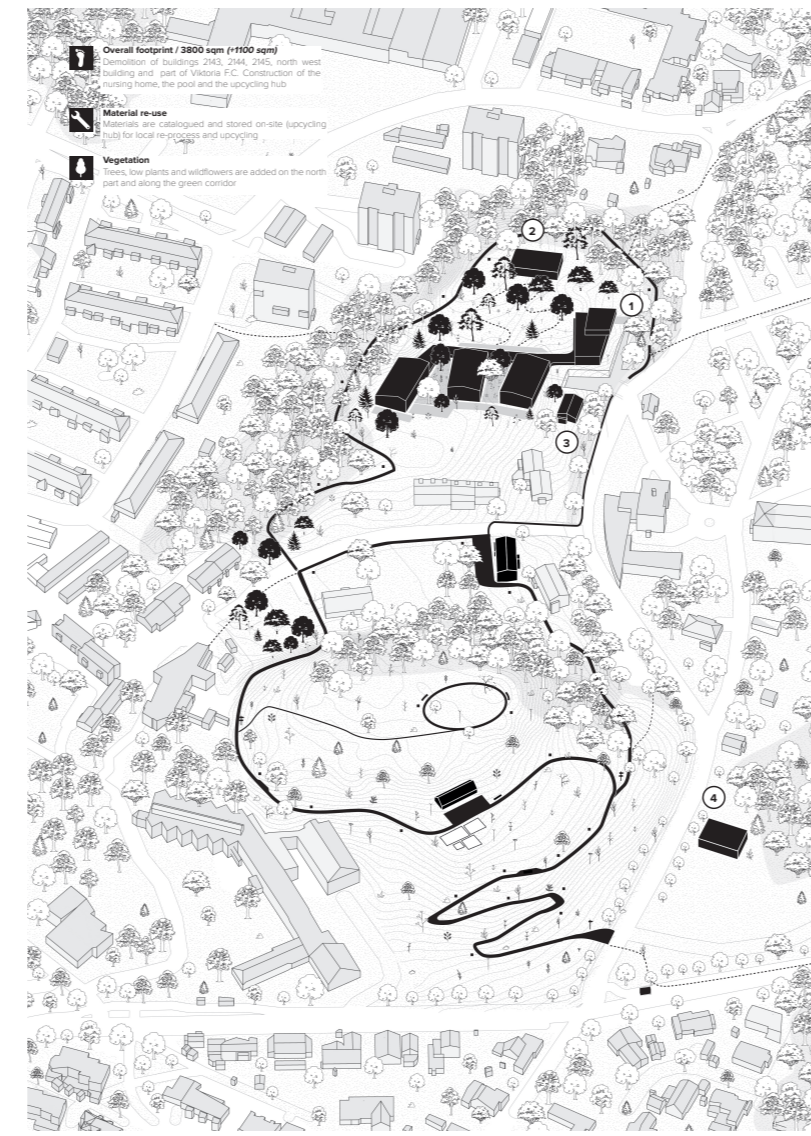 Overall footprint / 3800 sqm (+1100 sqm)
Demolition of buildings 2143, 2144, 2145, north west
building and part of Viktoria F.C. Construction of the
nursing home, the pool and the upcycling hub
Material re-use
Materials are catalogued and stored on-site (upcycling
hub) for local re-process and upcycling
Vegetation
Trees, low plants and wildflowers are added on the north
part and along the green corridor
2
1
3
4